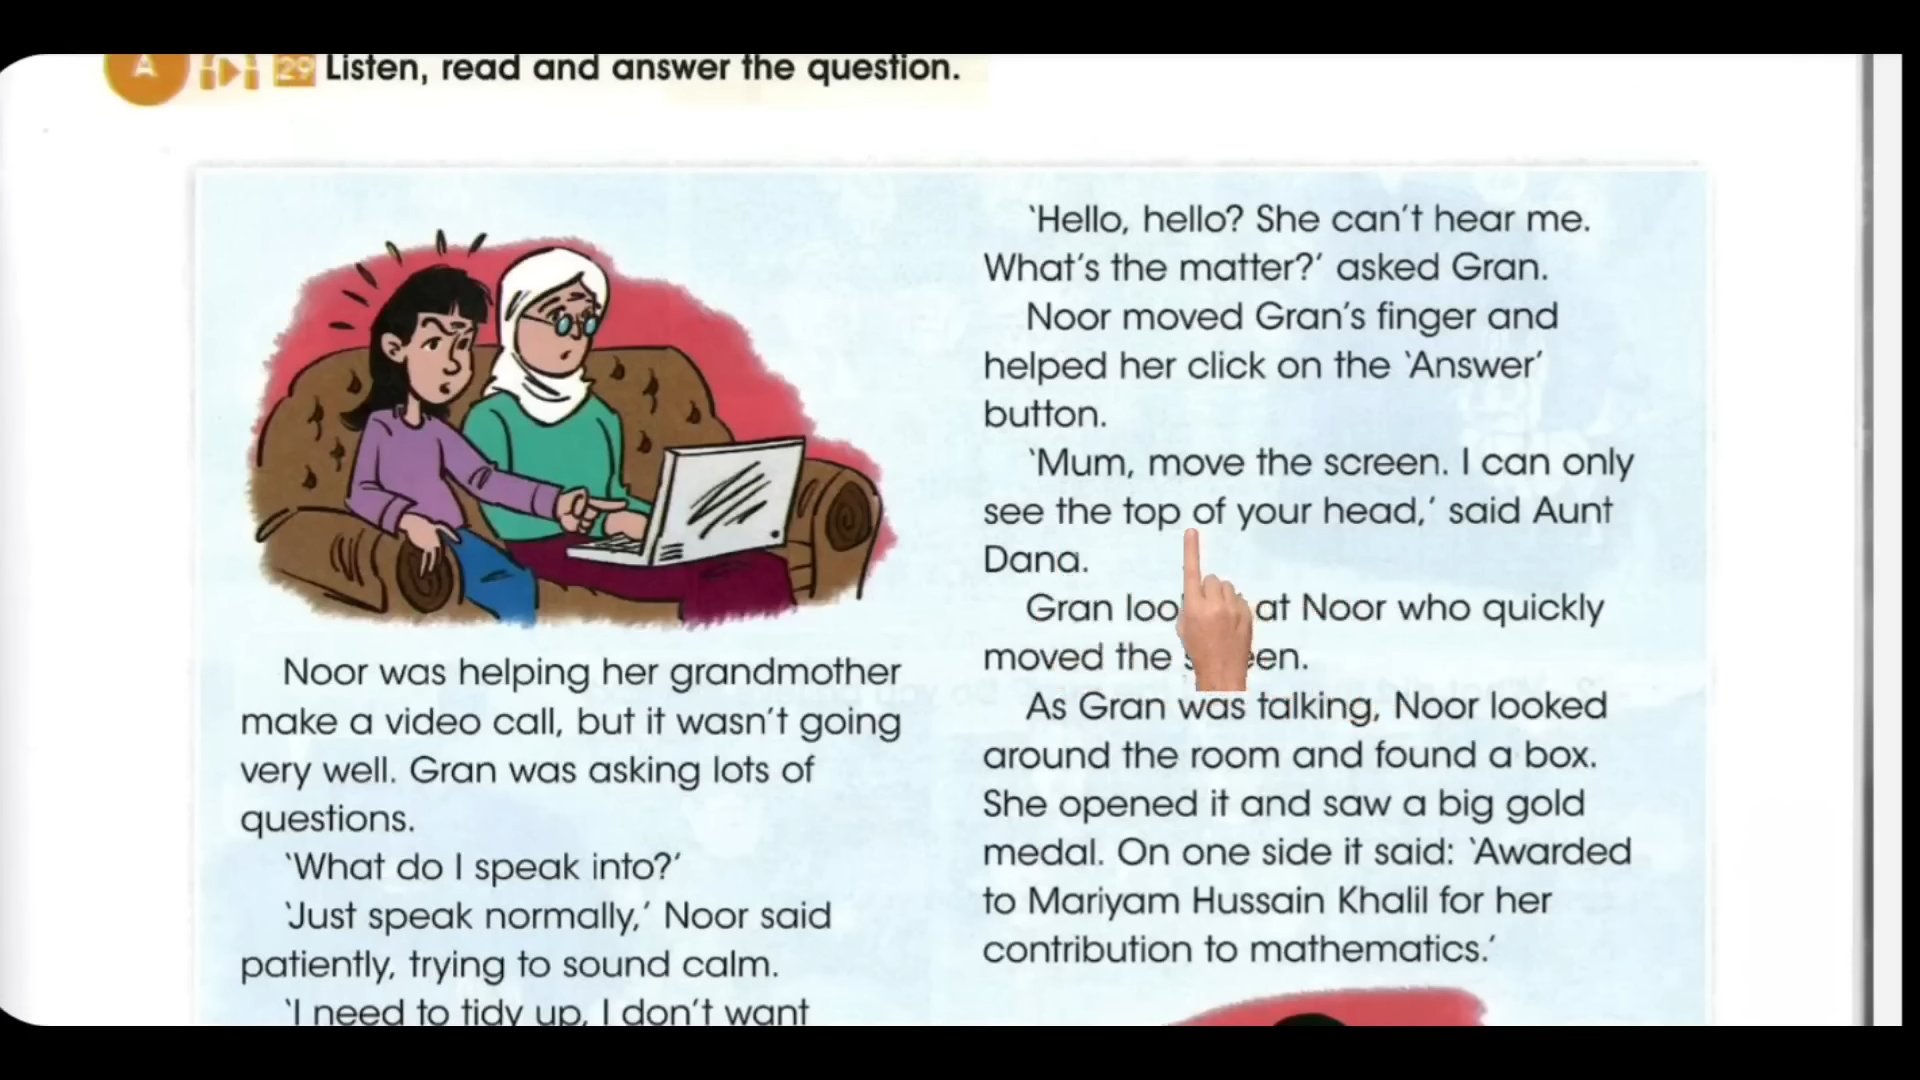 A 29 Listen, read and answer the question.
Noor was helping her grandmother
make a video call, but it wasn't going
very well. Gran was asking lots of
questions.
‘What do I speak into?’
‘Just speak normally,’ Noor said
patiently, trying to sound calm.
‘I need to tidy up, I don't want
‘Hello, hello? She can't hear me.
What's the matter?’ asked Gran.
Noor moved Gran's finger and
helped her click on the ‘Answer’
button.
‘Mum, move the screen. I can only
see the top of your head,’ said Aunt
Dana.
Gran at Noor who quickly
moved the
As Gran was talking, Noor looked
around the room and found a box.
She opened it and saw a big gold
medal. On one side it said: ‘Awarded
to Mariyam Hussain Khalil for her
contribution to mathematics.’